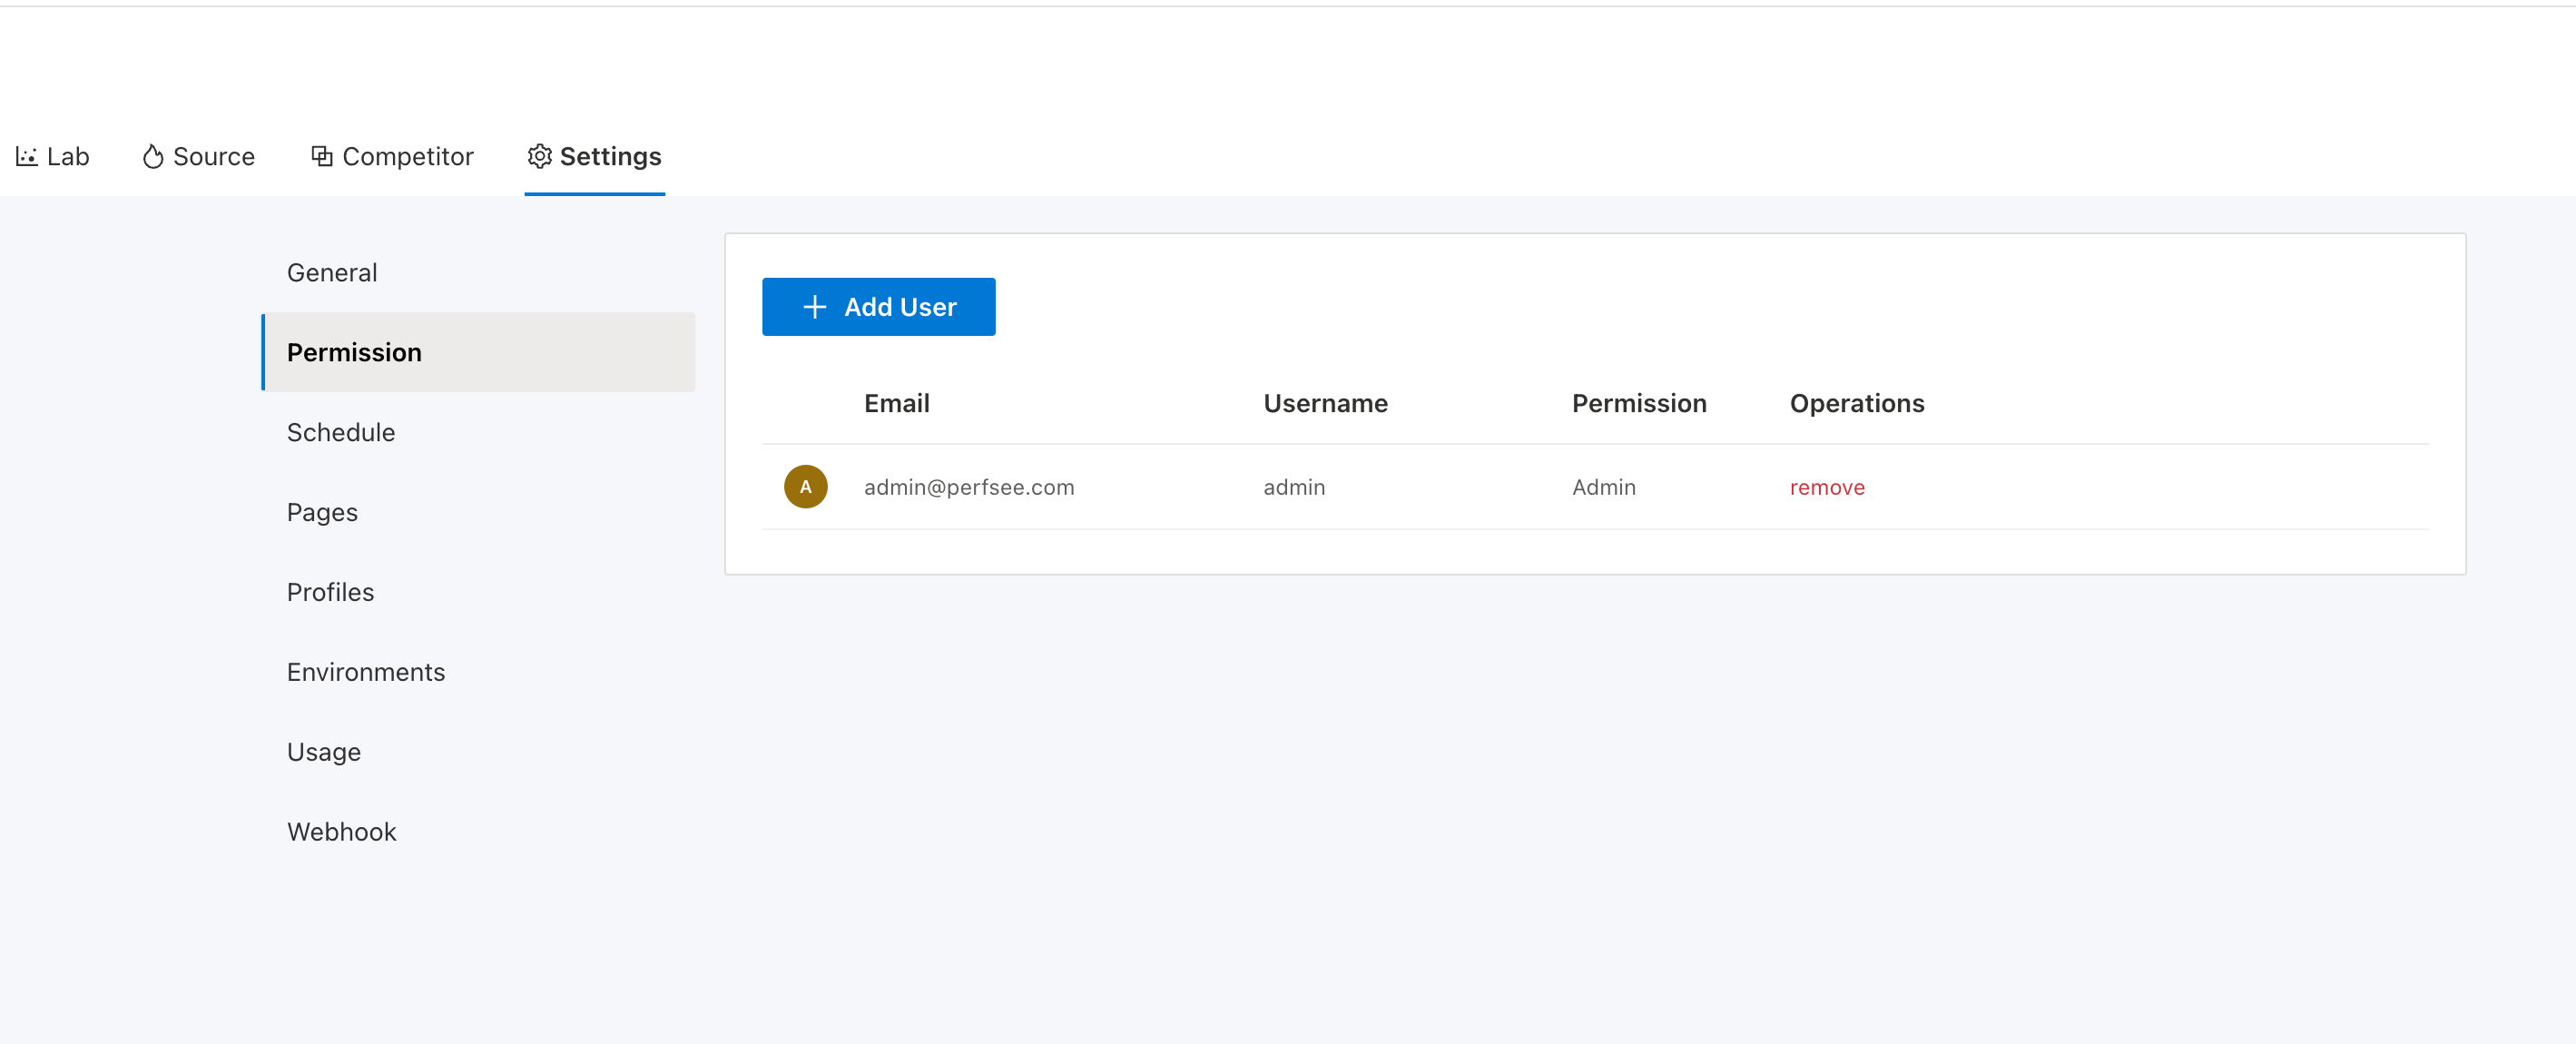 Lab Source Competitor Settings
General
Permission
Schedule
Pages
Profiles
Environments
Usage
Webhook
Add User
Email Username Permission Operations
A admin@perfsee.com admin Admin remove